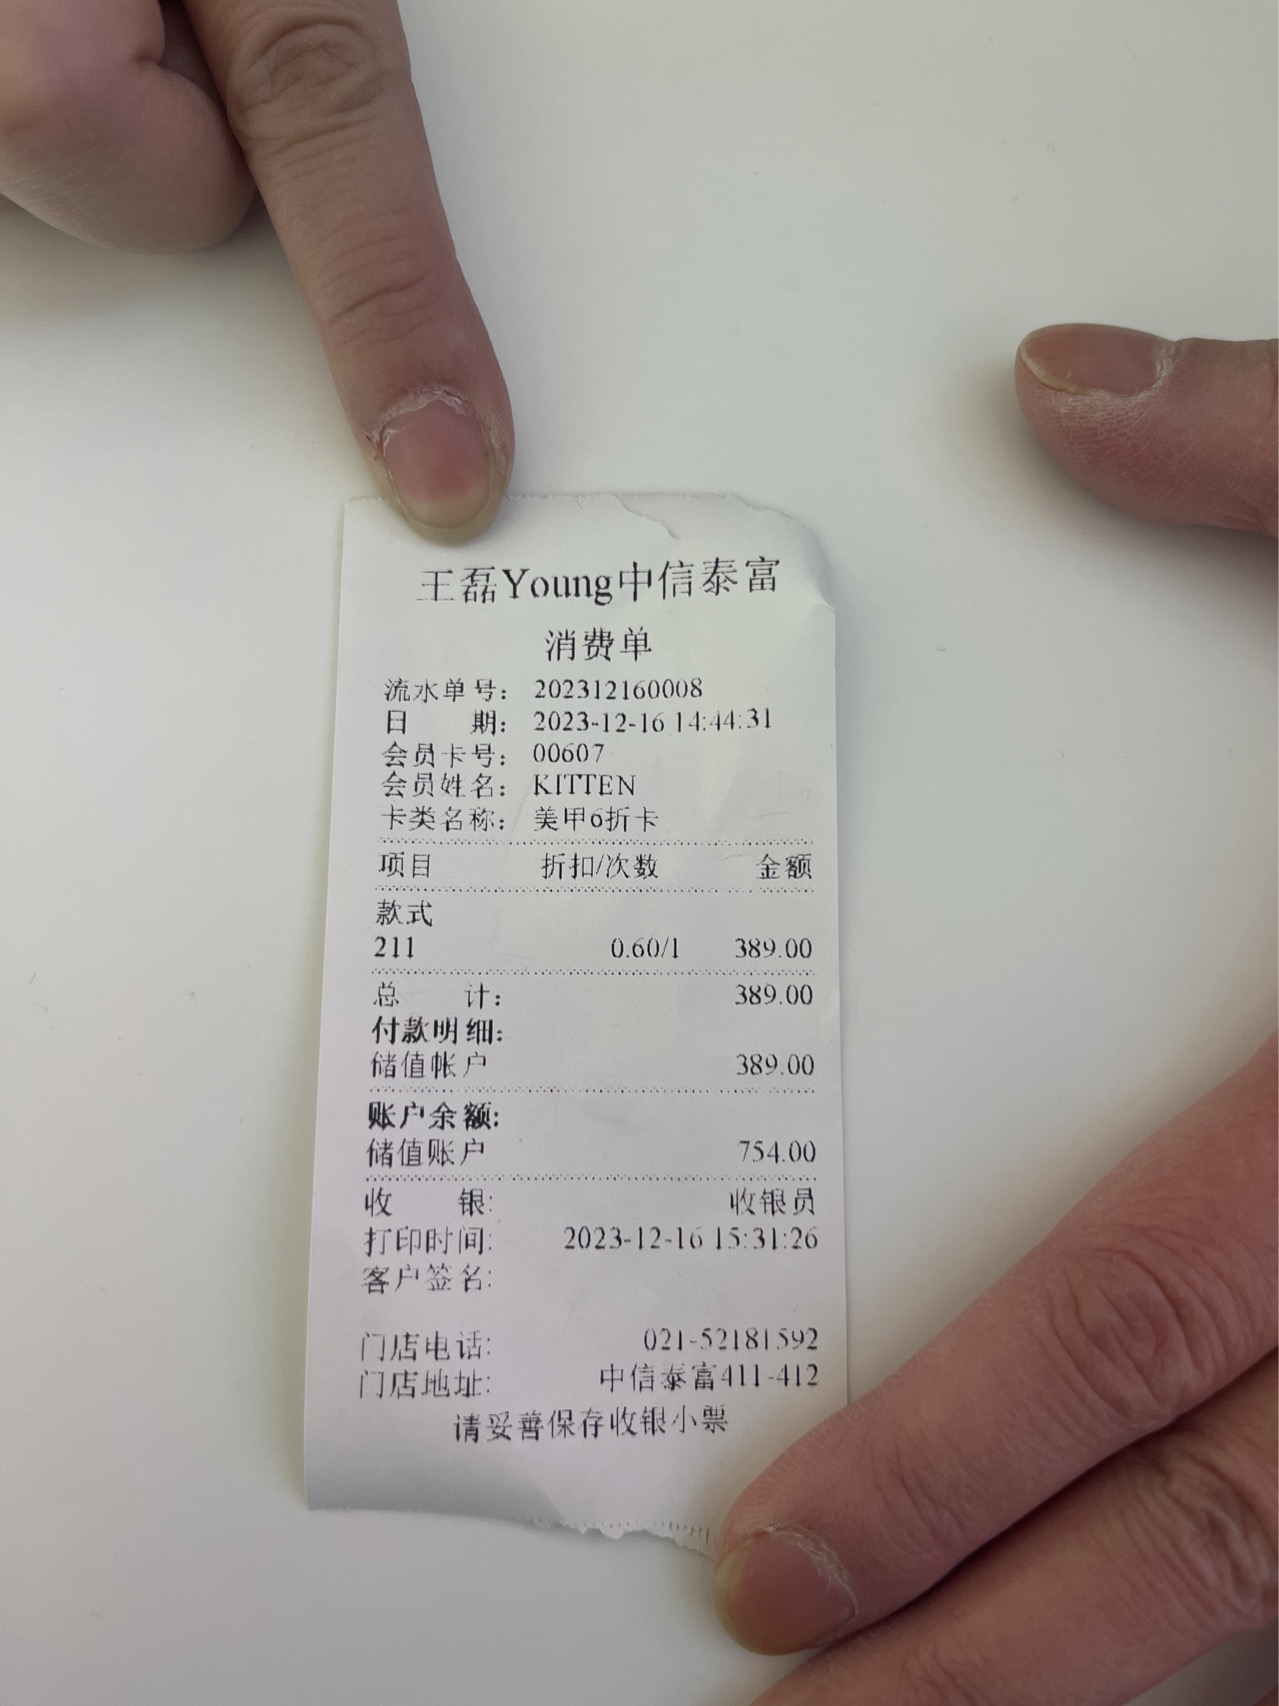 王磊Young中信泰富
消费单
流水单号： 202312160008
日 期： 2023-12-16 14:44:31
会员卡号： 00607
会员姓名： KITTEN
卡类名称： 美甲6折卡
项目 折扣/次数 金额
款式
211 0.60/1 389.00
总 计： 389.00
付款明细:
储值帐户 389.00
账户余额:
储值账户 754.00
收 银: 收银员
打印时间: 2023-12-16 15:31:26
客户签名:
门店电话: 021-52181592
门店地址: 中信泰富411-412
请妥善保存收银小票